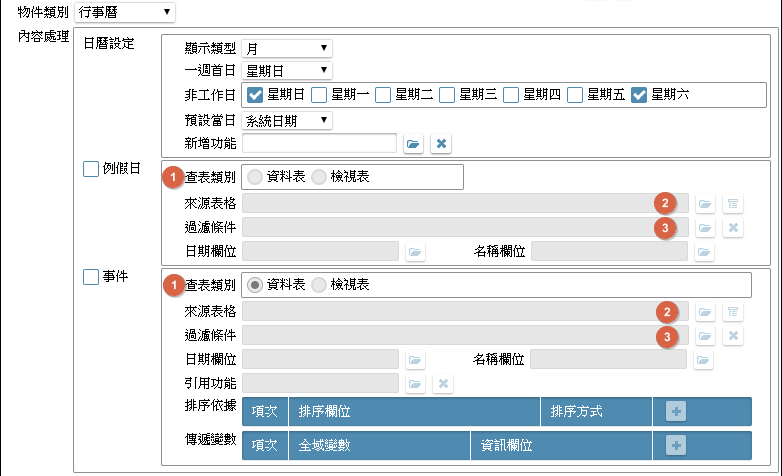 物件類別 行事曆
內容處理
日曆設定
顯示類型 月
一週首日 星期日
非工作日 星期日 星期一 星期二 星期三 星期四 星期五 星期六
預設當日 系統日期
新增功能
例假日
1 查表類別 資料表 檢視表
來源表格 2
過濾條件 3
日期欄位 名稱欄位
事件
1 查表類別 資料表 檢視表
來源表格 2
過濾條件 3
日期欄位 名稱欄位
引用功能
排序依據 項次 排序欄位 排序方式
傳遞變數 項次 全域變數 資訊欄位